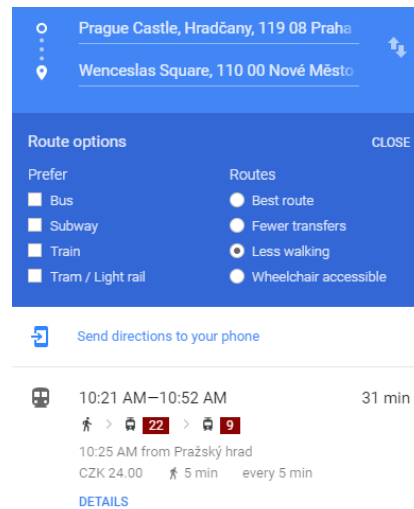 Prague Castle, Hradčany, 119 08 Praha
Wenceslas Square, 110 00 Nové Město
Route options CLOSE
Prefer Routes
Bus Best route
Subway Fewer transfers
Train Less walking
Tram / Light rail Wheelchair accessible
Send directions to your phone
10:21 AM—10:52 AM 31 min
22 9
10:25 AM from Pražský hrad
CZK 24.00 5 min every 5 min
DETAILS